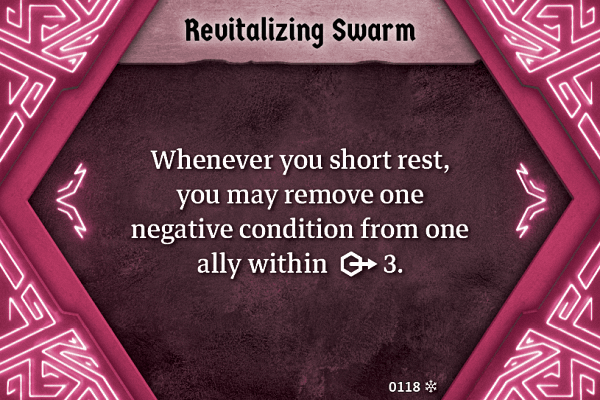 Revitalizing Swarm
Whenever you short rest,
you may remove one
negative condition from one
ally within 3.
0118